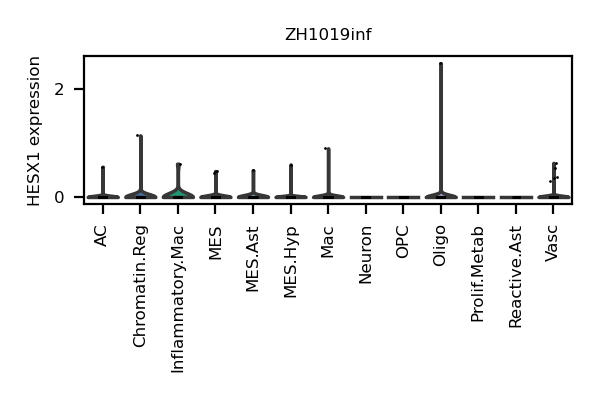 ZH1019inf
HESX1 expression
2
0
AC
Chromatin.Reg
Inflammatory.Mac
MES
MES.Ast
MES.Hyp
Mac
Neuron
OPC
Oligo
Prolif.Metab
Reactive.Ast
Vasc